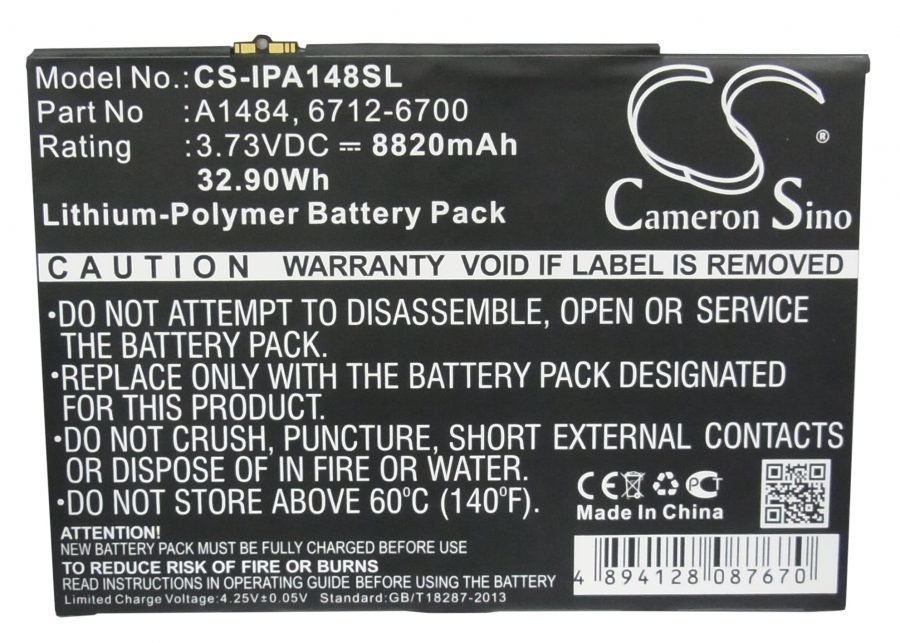 Model No.:CS-IPA148SL
Part No :A1484, 6712-6700
Rating :3.73VDC ⎓ 8820mAh
32.90Wh
Lithium-Polymer Battery Pack
CS
®
Cameron Sino
CAUTION WARRANTY VOID IF LABEL IS REMOVED
•DO NOT ATTEMPT TO DISASSEMBLE, OPEN OR SERVICE
THE BATTERY PACK.
•REPLACE ONLY WITH THE BATTERY PACK DESIGNATED
FOR THIS PRODUCT.
•DO NOT CRUSH, PUNCTURE, SHORT EXTERNAL CONTACTS
OR DISPOSE OF IN FIRE OR WATER.
•DO NOT STORE ABOVE 60ºC (140ºF).
CE PCT
Made In China
ATTENTION!
NEW BATTERY PACK MUST BE FULLY CHARGED BEFORE USE
TO REDUCE RISK OF FIRE OR BURNS
READ INSTRUCTIONS IN OPERATING GUIDE BEFORE USING BATTERY
Limited Charge Voltage:4.25V±0.05V Standard:GB/T18287-2013
4 894128 087670